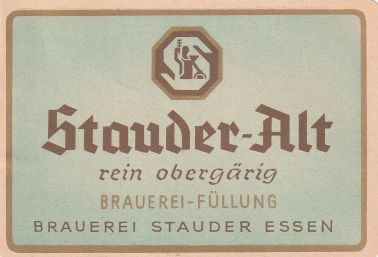 Stauder-Alt
rein obergärig
BRAUEREI-FÜLLUNG
BRAUEREI STAUDER ESSEN